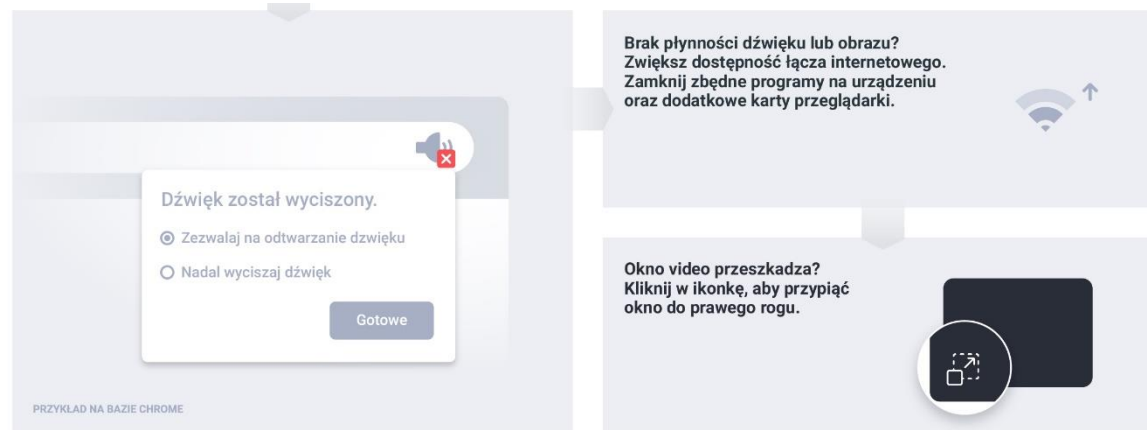 Dźwięk został wyciszony.
Zezwalaj na odtwarzanie dzwięku
Nadal wyciszaj dźwięk
Gotowe
PRZYKŁAD NA BAZIE CHROME
Brak płynności dźwięku lub obrazu?
Zwiększ dostępność łącza internetowego.
Zamknij zbędne programy na urządzeniu
oraz dodatkowe karty przeglądarki.
Okno video przeszkadza?
Kliknij w ikonkę, aby przypiąć
okno do prawego rogu.